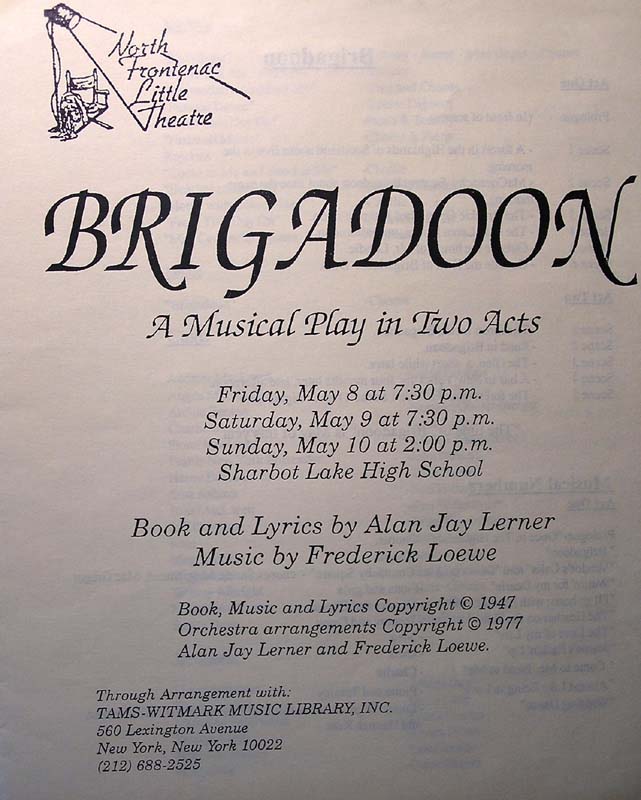 North
Frontenac
Little
Theatre
BRIGADOON
A Musical Play in Two Acts
Friday, May 8 at 7:30 p.m.
Saturday, May 9 at 7:30 p.m.
Sunday, May 10 at 2:00 p.m.
Sharbot Lake High School
Book and Lyrics by Alan Jay Lerner
Music by Frederick Loewe
Book, Music and Lyrics Copyright © 1947
Orchestra arrangements Copyright © 1977
Alan Jay Lerner and Frederick Loewe.
Through Arrangement with:
TAMS-WITMARK MUSIC LIBRARY, INC.
560 Lexington Avenue
New York, New York 10022
(212) 688-2525